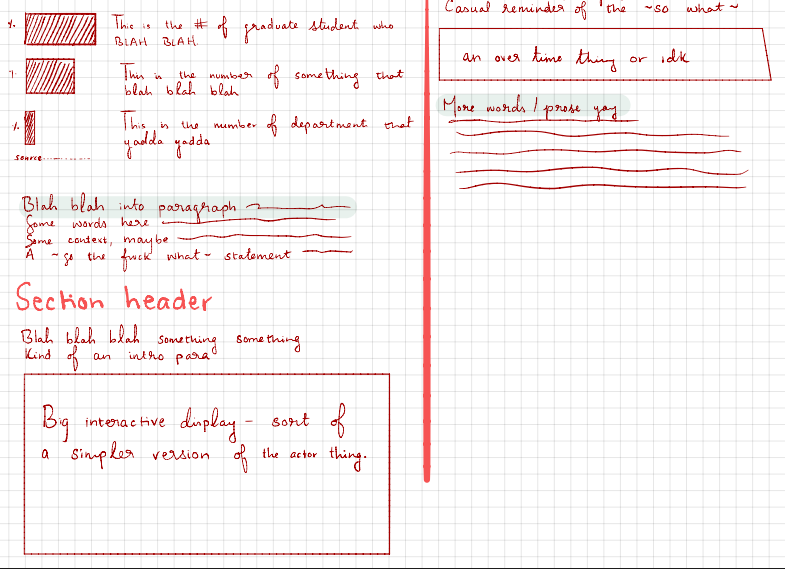 %. This is the # of graduate student who
BLAH BLAH.
%. This is the number of something that
blah blah blah
%. This is the number of department that
yadda yadda
source
Blah blah into paragraph
Some words here
Some context, maybe
A ~so the fuck what~ statement
Section header
Blah blah blah something something
Kind of an intro para
Big interactive display - sort of
a simpler version of the actor thing.
Casual reminder of the ~so what~
an over time thing or idk
More words / prose yay